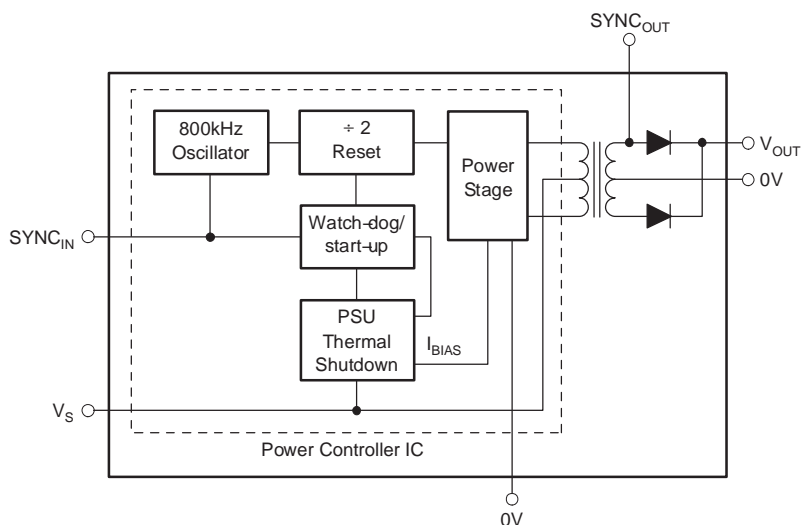 SYNC_OUT
800kHz
Oscillator
÷ 2
Reset
Power
Stage
V_OUT
0V
SYNC_IN
Watch-dog/
start-up
PSU
Thermal
Shutdown
I_BIAS
V_S
Power Controller IC
0V